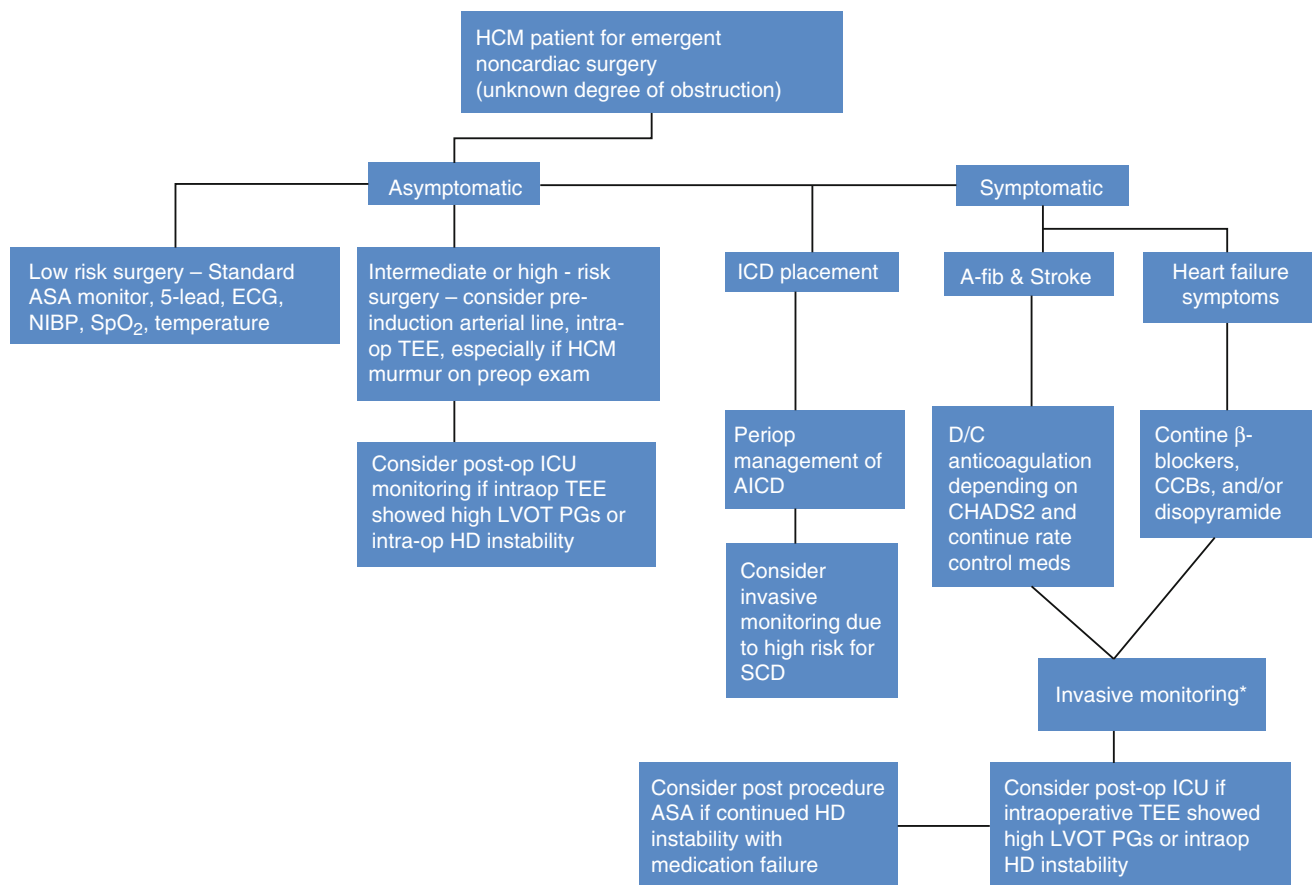 HCM patient for emergent
noncardiac surgery
(unknown degree of obstruction)
Asymptomatic
Symptomatic
Low risk surgery – Standard
ASA monitor, 5-lead, ECG,
NIBP, SpO₂, temperature
Intermediate or high - risk
surgery – consider pre-
induction arterial line, intra-
op TEE, especially if HCM
murmur on preop exam
ICD placement
A-fib & Stroke
Heart failure
symptoms
Consider post-op ICU
monitoring if intraop TEE
showed high LVOT PGs or
intra-op HD instability
Periop
management of
AICD
D/C
anticoagulation
depending on
CHADS2 and
continue rate
control meds
Contine β-
blockers,
CCBs, and/or
disopyramide
Consider
invasive
monitoring due
to high risk for
SCD
Invasive monitoring*
Consider post procedure
ASA if continued HD
instability with
medication failure
Consider post-op ICU if
intraoperative TEE showed
high LVOT PGs or intraop
HD instability